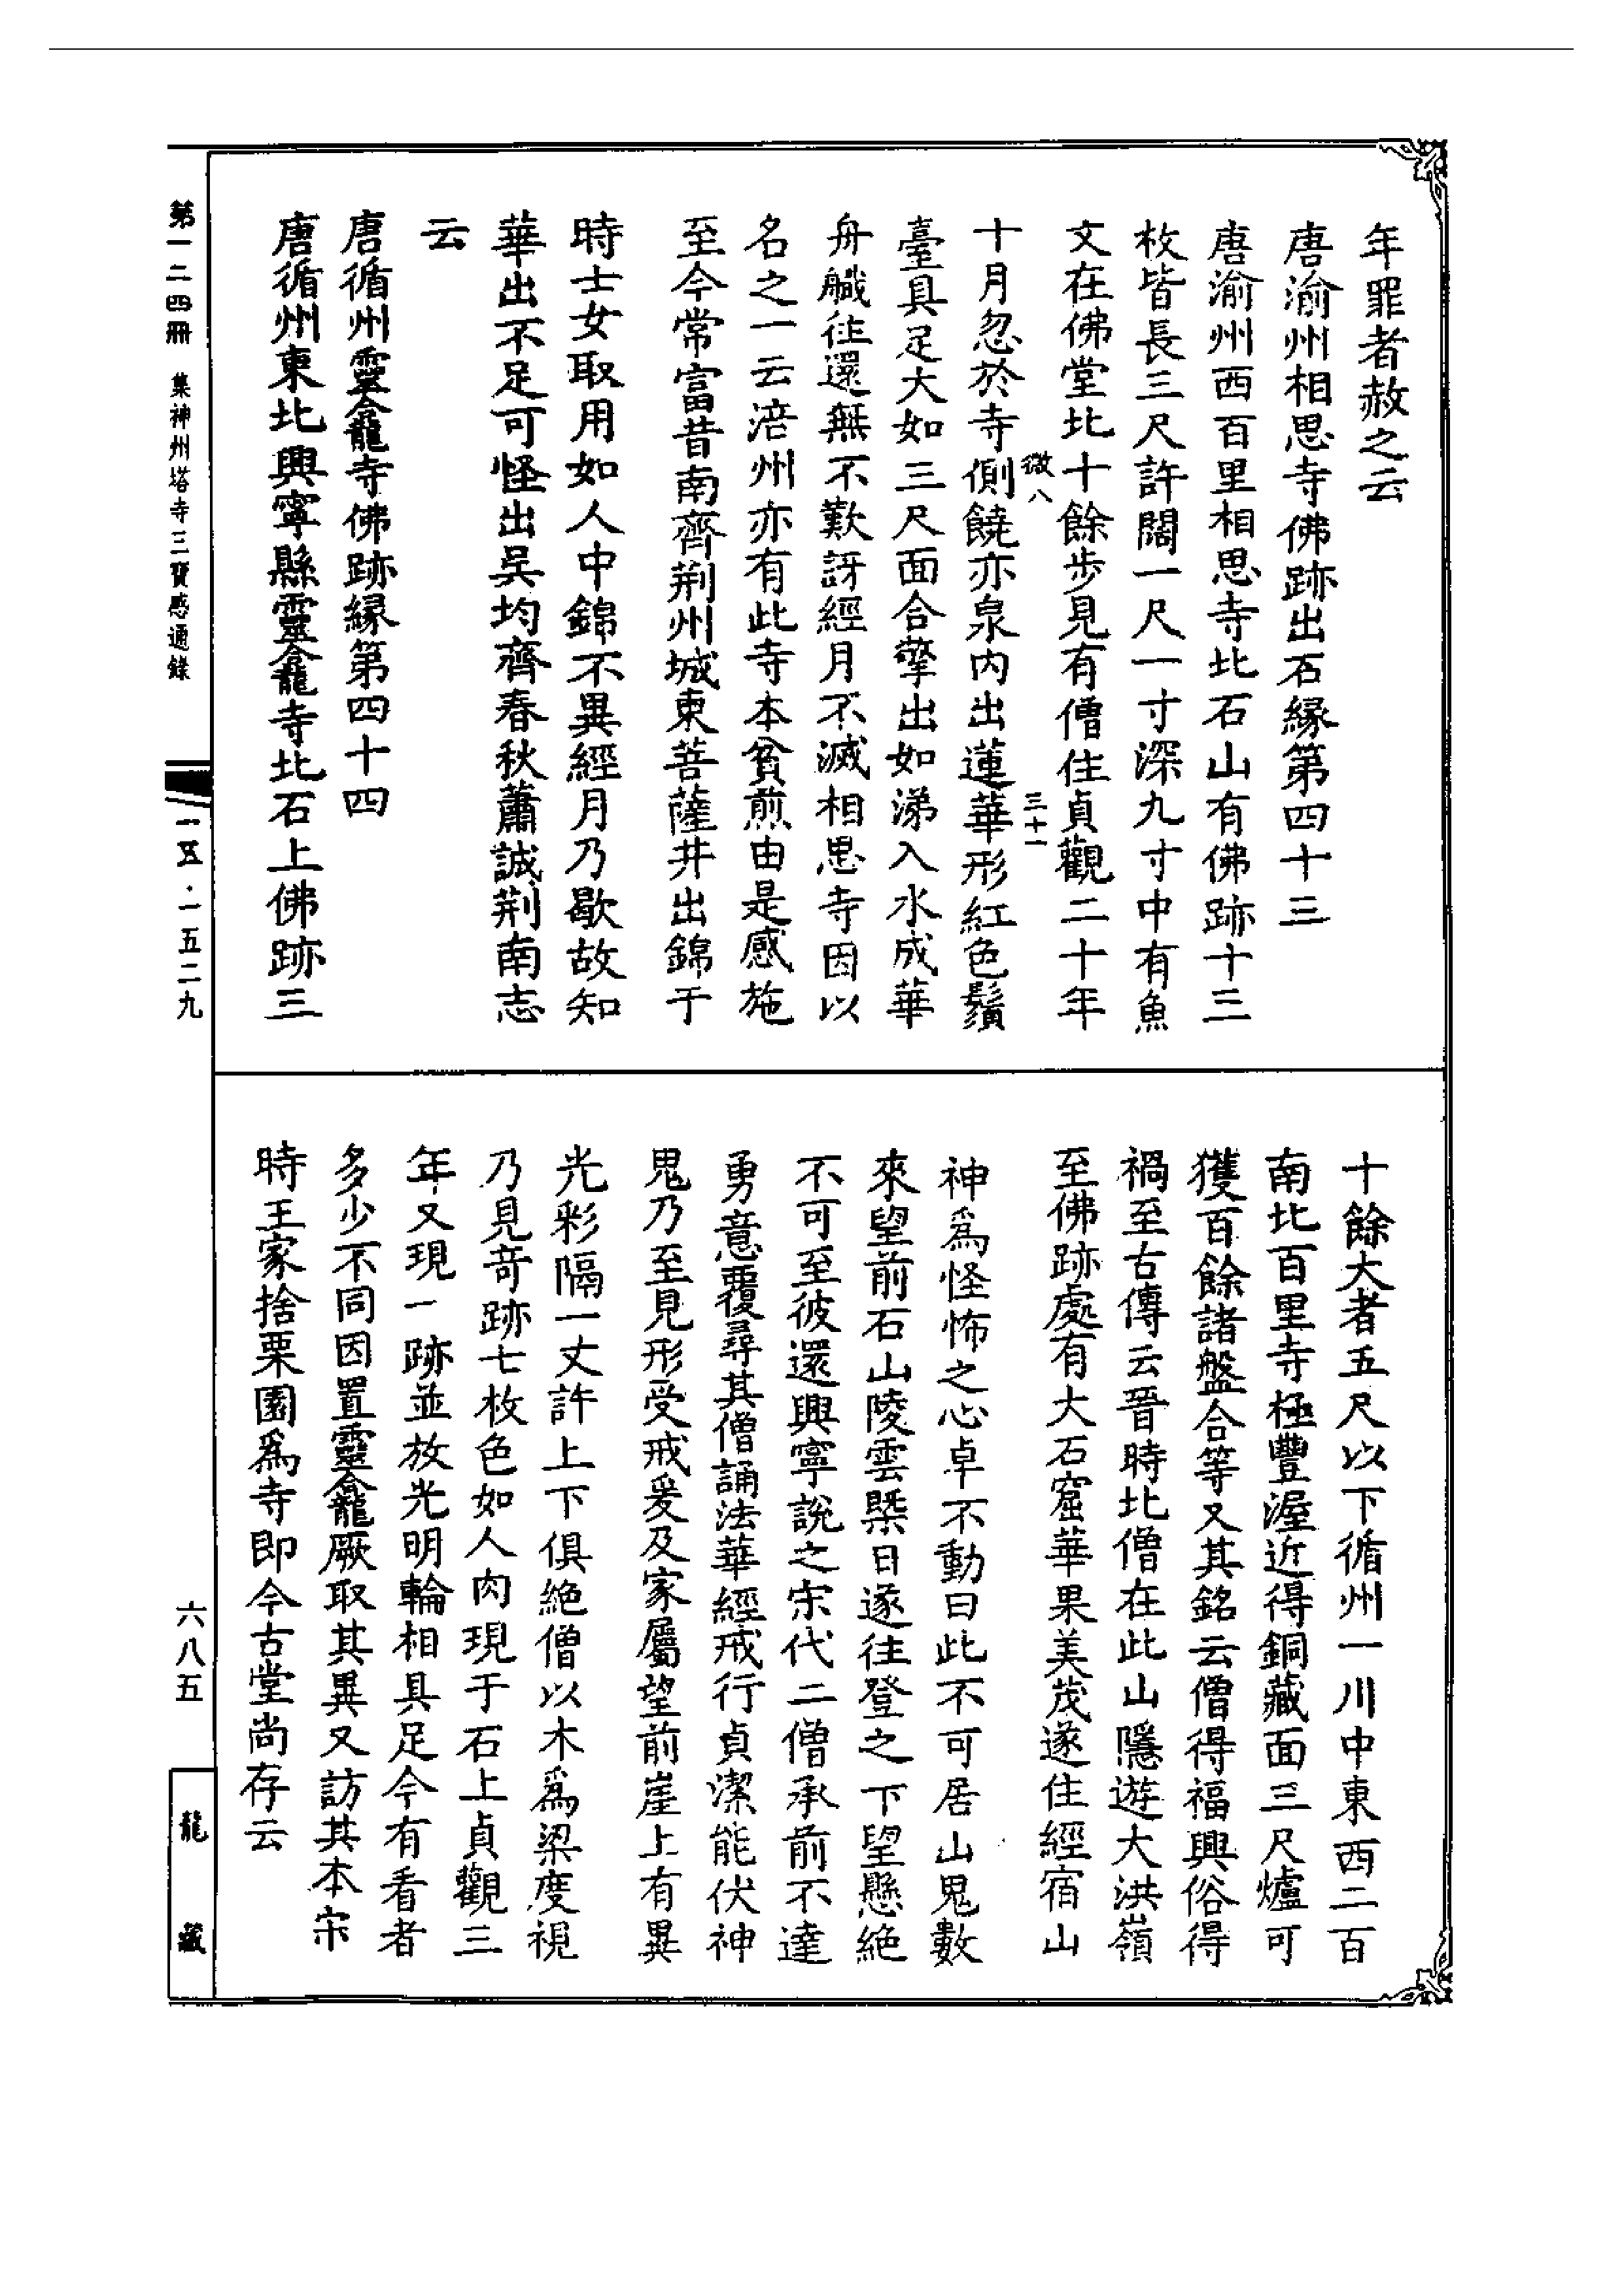 年罪者赦之云
唐渝州相思寺佛跡出石緣第四十三
唐渝州西百里相思寺北石山有佛跡十三
枚皆長三尺許闊一尺一寸深九寸中有魚
文在佛堂北十餘步見有僧住貞觀二十年
微八 三十一
十月忽於寺側饒亦泉內出蓮華形紅色鬚
臺具足大如三尺面合擎出如涕入水成華
舟艥往還無不歎訝經月不滅相思寺因以
名之一云涪州亦有此寺本貧煎由是感施
至今常富昔南齊荆州城東菩薩井出錦于
時士女取用如人中錦不異經月乃歇故知
華出不足可怪出吳均齊春秋蕭誠荆南志
云
唐循州靈龕寺佛跡緣第四十四
唐循州東北興寧縣靈龕寺北石上佛跡三
十餘大者五尺以下循州一川中東西二百
南北百里寺極豐渥近得銅藏面三尺爐可
獲百餘諸盤合等又其銘云僧得福興俗得
禍至古傳云晉時北僧在此山隱遊大洪嶺
至佛跡處有大石窟華果美茂遂住經宿山
神爲怪怖之心卓不動曰此不可居山鬼數
來望前石山陵雲槩日遂往登之下望懸絕
不可至彼還興寧說之宋代二僧承前不達
勇意覆尋其僧誦法華經戒行貞潔能伏神
鬼乃至見形受戒爰及家屬望前崖上有異
光彩隔一丈許上下俱絕僧以木爲梁度視
乃見奇跡七枚色如人肉現于石上貞觀三
年又現一跡並放光明輪相具足今有看者
多少不同因置靈龕厥取其異又訪其本宋
時王家捨栗園爲寺即今古堂尚存云
第一二四冊 集神州塔寺三寶感通錄
一五·一五二九
六八五
龍藏